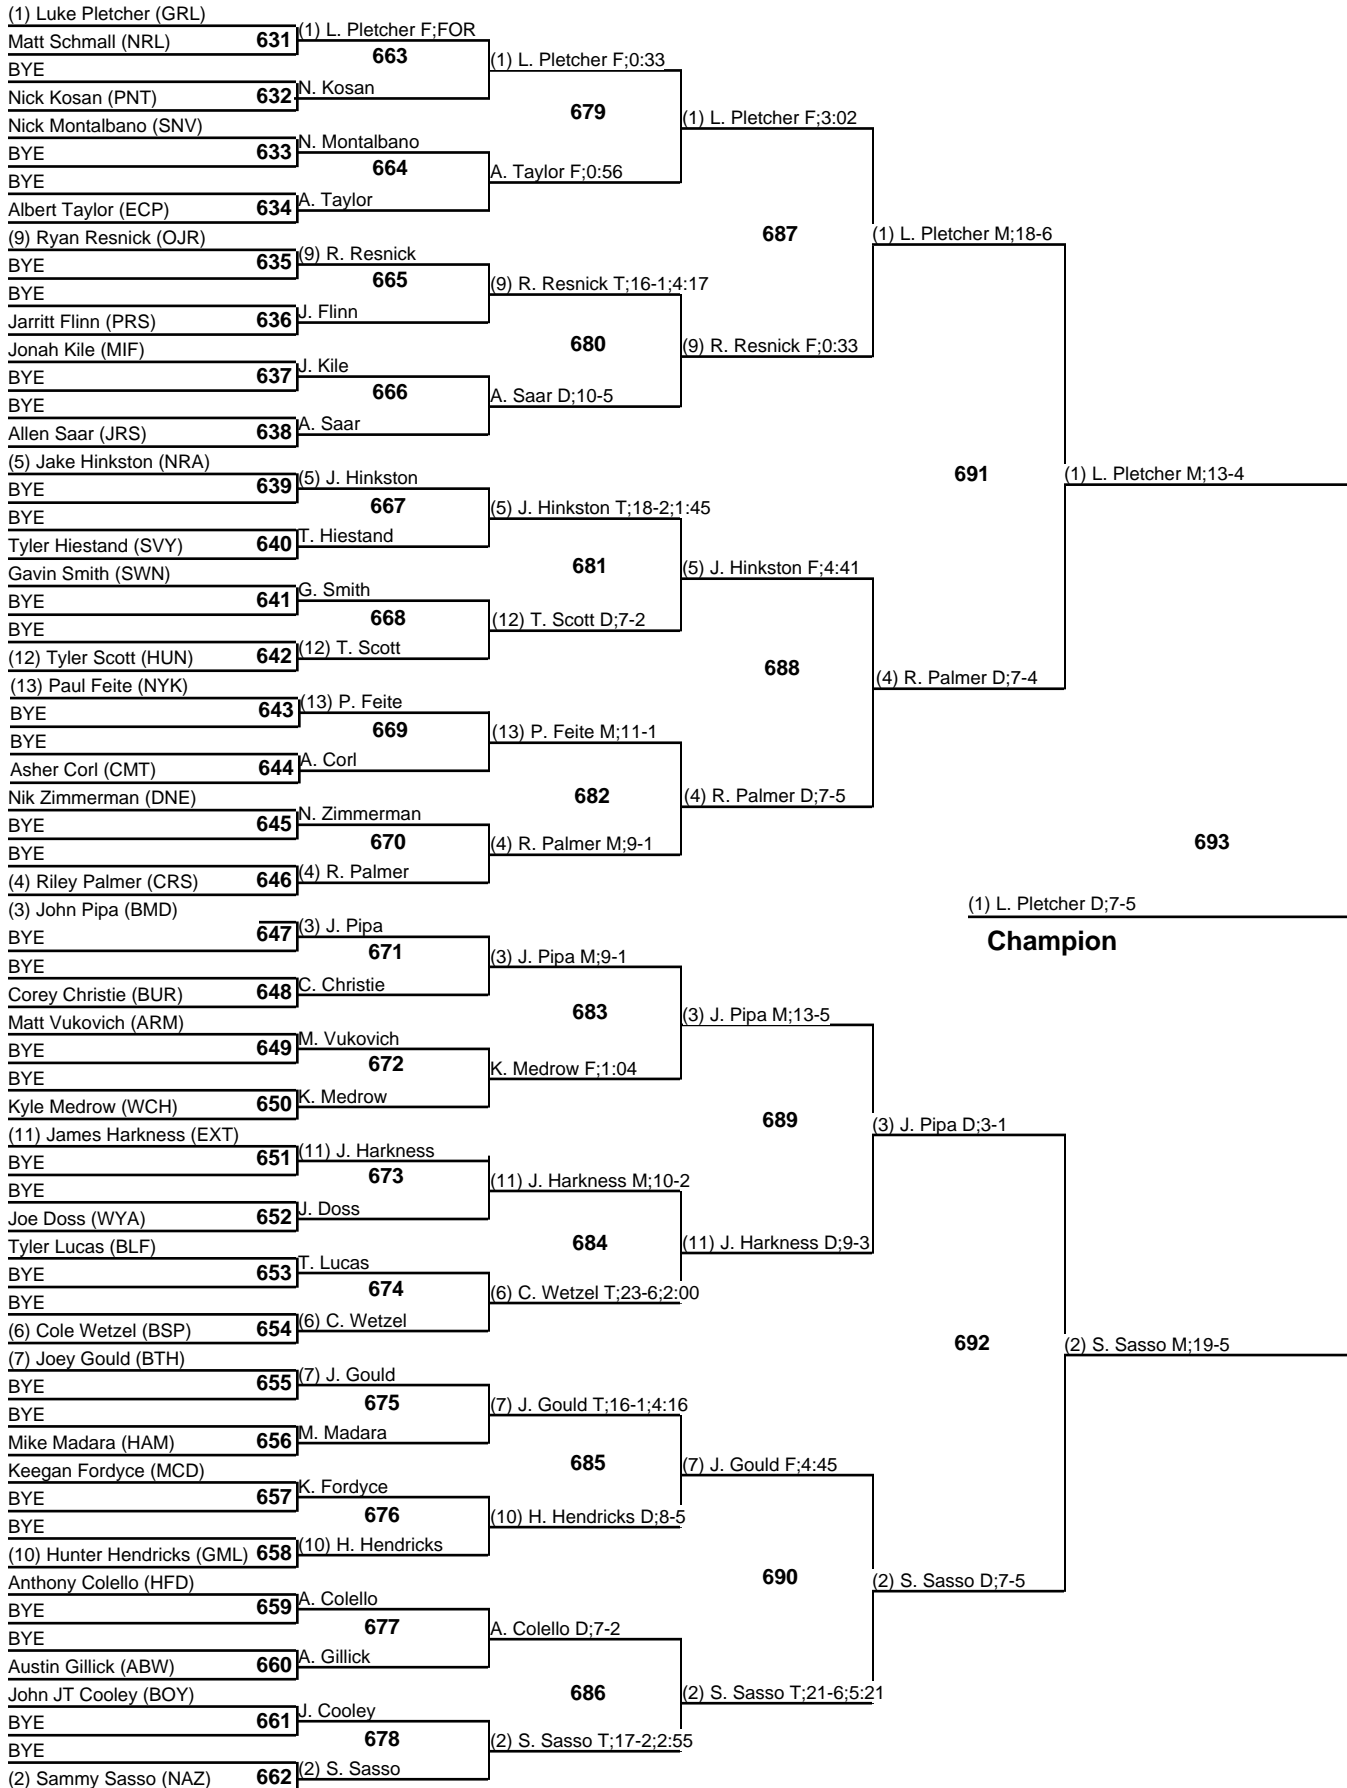 (1) Luke Pletcher (GRL)
Matt Schmall (NRL)
631
BYE
Nick Kosan (PNT)
632
Nick Montalbano (SNV)
BYE
633
BYE
Albert Taylor (ECP)
634
(9) Ryan Resnick (OJR)
BYE
635
BYE
Jarritt Flinn (PRS)
636
Jonah Kile (MIF)
BYE
637
BYE
Allen Saar (JRS)
638
(5) Jake Hinkston (NRA)
BYE
639
BYE
Tyler Hiestand (SVY)
640
Gavin Smith (SWN)
BYE
641
BYE
(12) Tyler Scott (HUN)
642
(13) Paul Feite (NYK)
BYE
643
BYE
Asher Corl (CMT)
644
Nik Zimmerman (DNE)
BYE
645
BYE
(4) Riley Palmer (CRS)
646
(3) John Pipa (BMD)
BYE
647
BYE
Corey Christie (BUR)
648
Matt Vukovich (ARM)
BYE
649
BYE
Kyle Medrow (WCH)
650
(11) James Harkness (EXT)
BYE
651
BYE
Joe Doss (WYA)
652
Tyler Lucas (BLF)
BYE
653
BYE
(6) Cole Wetzel (BSP)
654
(7) Joey Gould (BTH)
BYE
655
BYE
Mike Madara (HAM)
656
Keegan Fordyce (MCD)
BYE
657
BYE
(10) Hunter Hendricks (GML)
658
Anthony Colello (HFD)
BYE
659
BYE
Austin Gillick (ABW)
660
John JT Cooley (BOY)
BYE
661
BYE
(2) Sammy Sasso (NAZ)
662
(1) L. Pletcher F;FOR
663
N. Kosan
N. Montalbano
664
A. Taylor
(9) R. Resnick
665
J. Flinn
J. Kile
666
A. Saar
(5) J. Hinkston
667
T. Hiestand
G. Smith
668
(12) T. Scott
(13) P. Feite
669
A. Corl
N. Zimmerman
670
(4) R. Palmer
(3) J. Pipa
671
C. Christie
M. Vukovich
672
K. Medrow
(11) J. Harkness
673
J. Doss
T. Lucas
674
(6) C. Wetzel
(7) J. Gould
675
M. Madara
K. Fordyce
676
(10) H. Hendricks
A. Colello
677
A. Gillick
J. Cooley
678
(2) S. Sasso
(1) L. Pletcher F;0:33
679
A. Taylor F;0:56
(9) R. Resnick T;16-1;4:17
680
A. Saar D;10-5
(5) J. Hinkston T;18-2;1:45
681
(12) T. Scott D;7-2
(13) P. Feite M;11-1
682
(4) R. Palmer M;9-1
(3) J. Pipa M;9-1
683
K. Medrow F;1:04
(11) J. Harkness M;10-2
684
(6) C. Wetzel T;23-6;2:00
(7) J. Gould T;16-1;4:16
685
(10) H. Hendricks D;8-5
A. Colello D;7-2
686
(2) S. Sasso T;17-2;2:55
(1) L. Pletcher F;3:02
687
(9) R. Resnick F;0:33
(5) J. Hinkston F;4:41
688
(4) R. Palmer D;7-5
(3) J. Pipa M;13-5
689
(11) J. Harkness D;9-3
(7) J. Gould F;4:45
690
(2) S. Sasso T;21-6;5:21
(1) L. Pletcher M;18-6
691
(4) R. Palmer D;7-4
(3) J. Pipa D;3-1
692
(2) S. Sasso D;7-5
(1) L. Pletcher M;13-4
693
(2) S. Sasso M;19-5
(1) L. Pletcher D;7-5
Champion